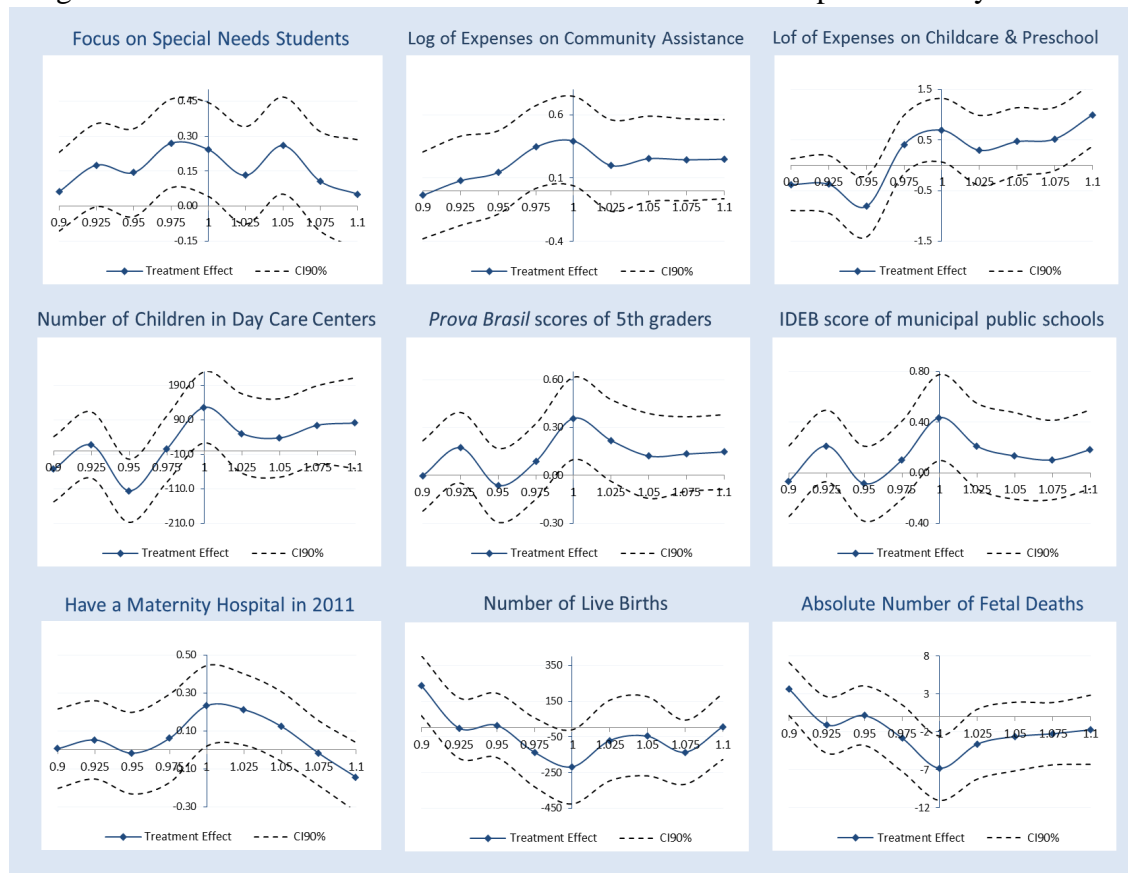 Focus on Special Needs Students
0.45
0.30
0.15
0.00
-0.15
0.9 0.925 0.95 0.975 1 1.025 1.05 1.075 1.1
Treatment Effect CI90%
Log of Expenses on Community Assistance
0.6
0.1
-0.4
0.9 0.925 0.95 0.975 1 1.025 1.05 1.075 1.1
Treatment Effect CI90%
Lof of Expenses on Childcare & Preschool
1.5
0.5
-0.5
-1.5
0.9 0.925 0.95 0.975 1 1.025 1.05 1.075 1.1
Treatment Effect CI90%
Number of Children in Day Care Centers
190.0
90.0
-10.0
-110.0
-210.0
0.9 0.925 0.95 0.975 1 1.025 1.05 1.075 1.1
Treatment Effect CI90%
Prova Brasil scores of 5th graders
0.60
0.30
0.00
-0.30
0.9 0.925 0.95 0.975 1 1.025 1.05 1.075 1.1
Treatment Effect CI90%
IDEB score of municipal public schools
0.80
0.40
0.00
-0.40
0.9 0.925 0.95 0.975 1 1.025 1.05 1.075 1.1
Treatment Effect CI90%
Have a Maternity Hospital in 2011
0.50
0.30
0.10
-0.10
-0.30
0.9 0.925 0.95 0.975 1 1.025 1.05 1.075 1.1
Treatment Effect CI90%
Number of Live Births
350
150
-50
-250
-450
0.9 0.925 0.95 0.975 1 1.025 1.05 1.075 1.1
Treatment Effect CI90%
Absolute Number of Fetal Deaths
8
3
-2
-7
-12
0.9 0.925 0.95 0.975 1 1.025 1.05 1.075 1.1
Treatment Effect CI90%